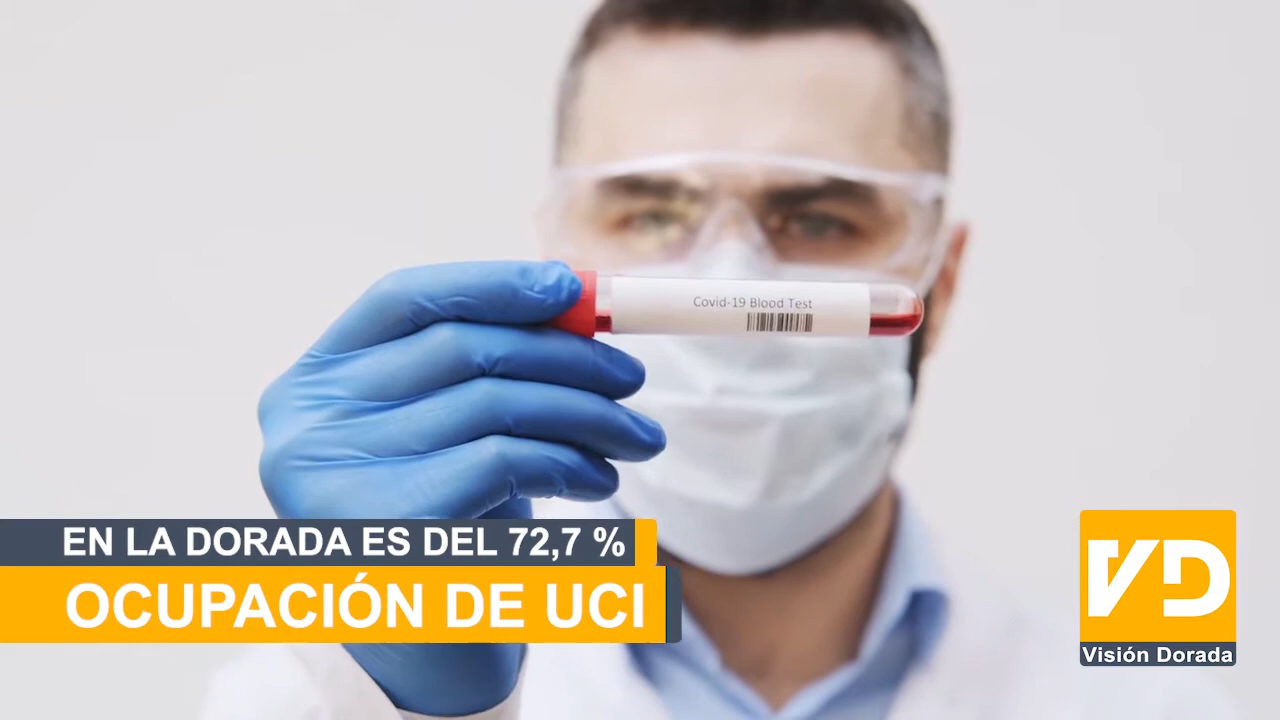 Covid-19 Blood Test
EN LA DORADA ES DEL 72,7 %
OCUPACIÓN DE UCI
VD
Visión Dorada